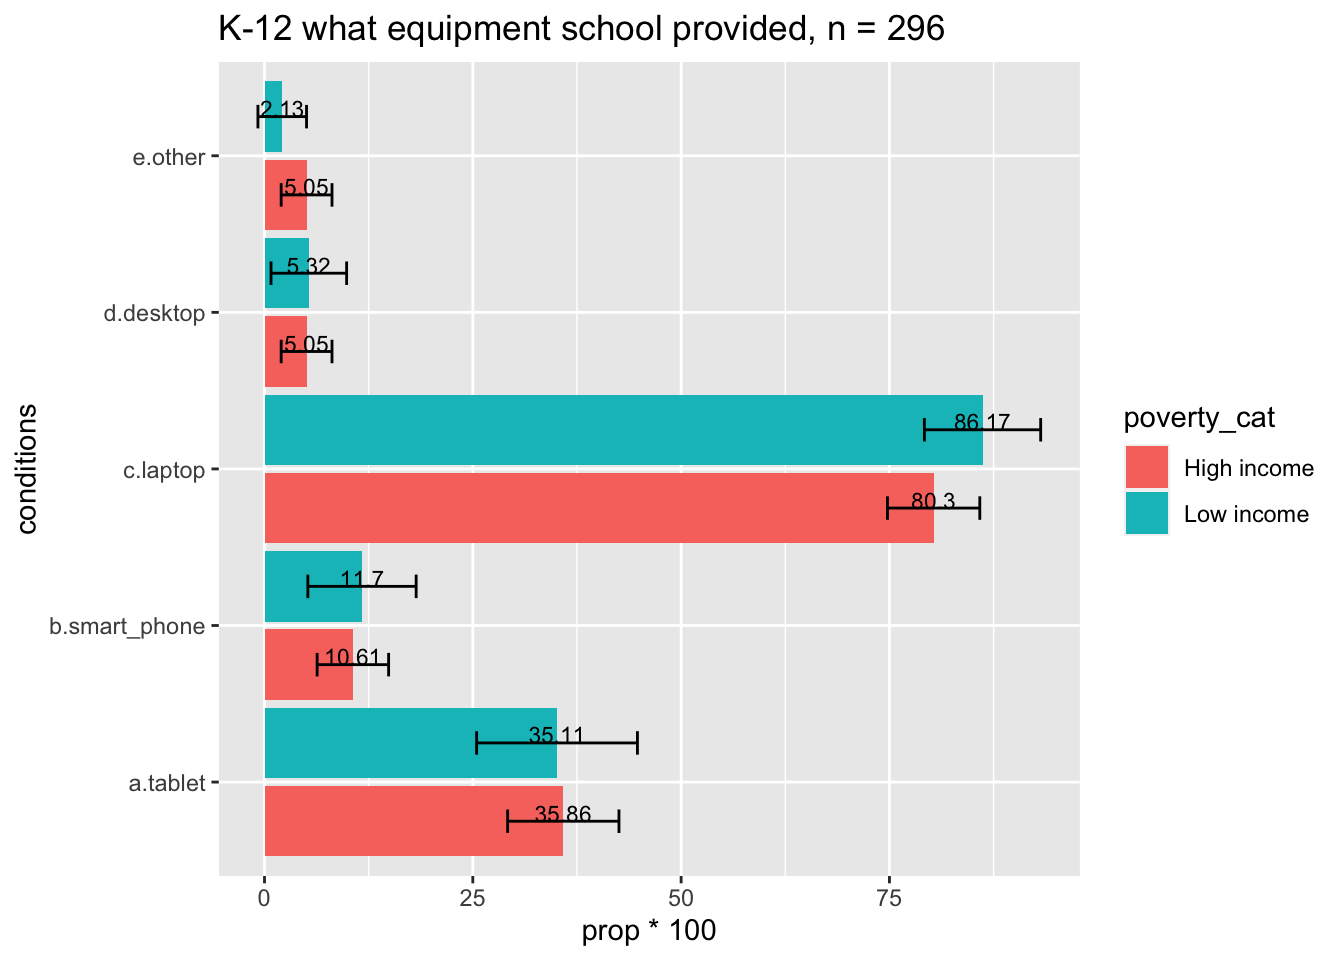 K-12 what equipment school provided, n = 296
2.13
e.other
5.05
5.32
d.desktop
5.05
86.17
c.laptop
80.3
11.7
b.smart_phone
10.61
35.11
a.tablet
35.86
0 25 50 75
prop * 100
conditions
poverty_cat
High income
Low income